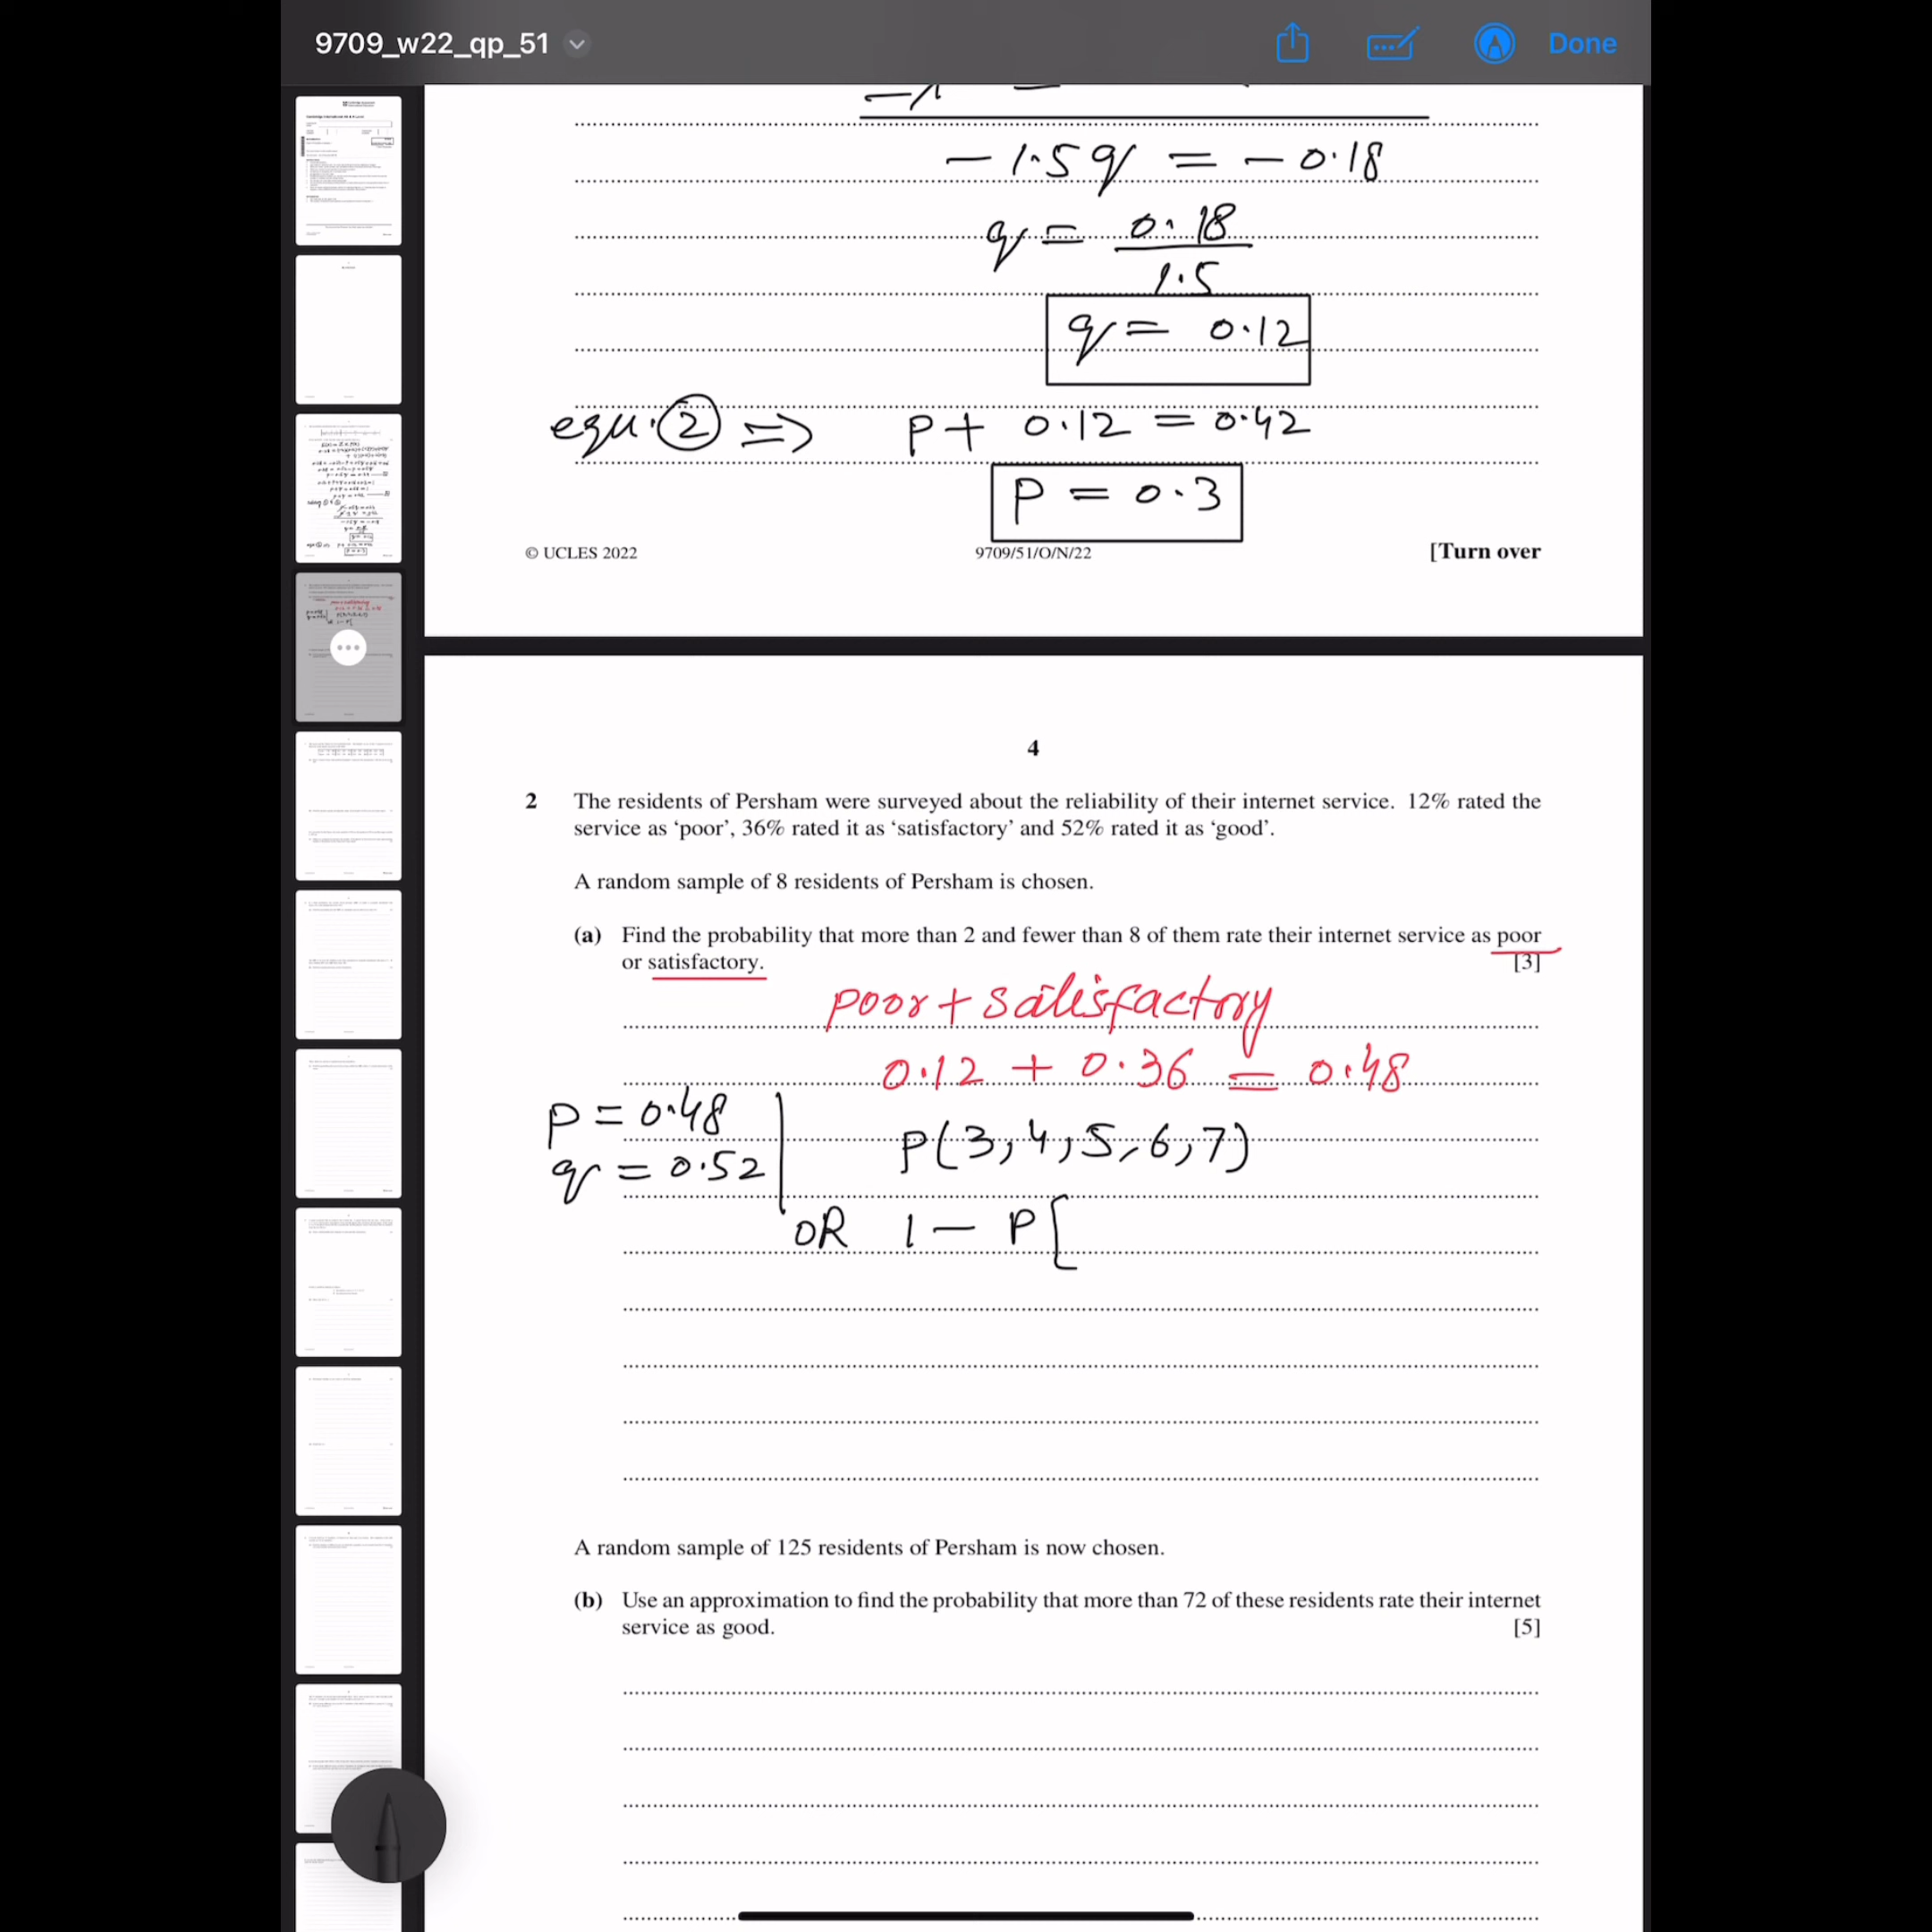 9709_w22_qp_51
Done
- 1.5q = - 0.18
q = 0.18
1.5
q = 0.12
equ. 2 => p + 0.12 = 0.42
P = 0.3
© UCLES 2022
9709/51/O/N/22
[Turn over
4
2 The residents of Persham were surveyed about the reliability of their internet service. 12% rated the
service as ‘poor’, 36% rated it as ‘satisfactory’ and 52% rated it as ‘good’.
A random sample of 8 residents of Persham is chosen.
(a) Find the probability that more than 2 and fewer than 8 of them rate their internet service as poor
or satisfactory. [3]
poor + satisfactory
0.12 + 0.36 = 0.48
P = 0.48
q = 0.52
P(3, 4, 5, 6, 7)
OR 1 - P[
A random sample of 125 residents of Persham is now chosen.
(b) Use an approximation to find the probability that more than 72 of these residents rate their internet
service as good. [5]